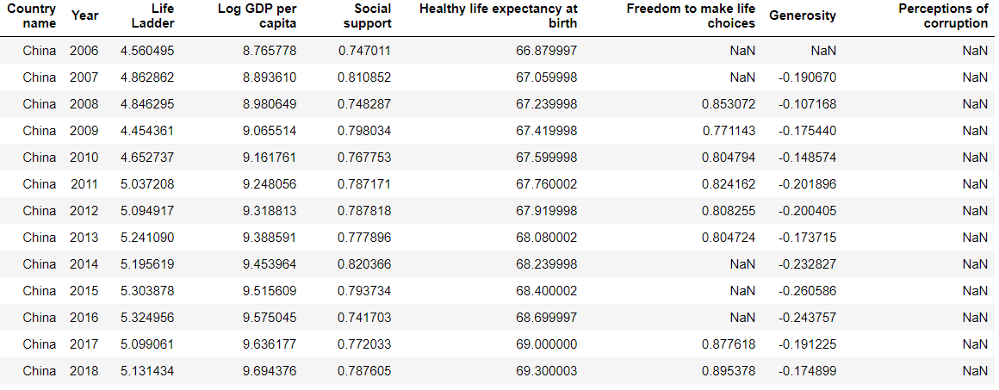 Country name Year Life Ladder Log GDP per capita Social support Healthy life expectancy at birth Freedom to make life choices Generosity Perceptions of corruption
China 2006 4.560495 8.765778 0.747011 66.879997 NaN NaN NaN
China 2007 4.862862 8.893610 0.810852 67.059998 NaN -0.190670 NaN
China 2008 4.846295 8.980649 0.748287 67.239998 0.853072 -0.107168 NaN
China 2009 4.454361 9.065514 0.798034 67.419998 0.771143 -0.175440 NaN
China 2010 4.652737 9.161761 0.767753 67.599998 0.804794 -0.148574 NaN
China 2011 5.037208 9.248056 0.787171 67.760002 0.824162 -0.201896 NaN
China 2012 5.094917 9.318813 0.787818 67.919998 0.808255 -0.200405 NaN
China 2013 5.241090 9.388591 0.777896 68.080002 0.804724 -0.173715 NaN
China 2014 5.195619 9.453964 0.820366 68.239998 NaN -0.232827 NaN
China 2015 5.303878 9.515609 0.793734 68.400002 NaN -0.260586 NaN
China 2016 5.324956 9.575045 0.741703 68.699997 NaN -0.243757 NaN
China 2017 5.099061 9.636177 0.772033 69.000000 0.877618 -0.191225 NaN
China 2018 5.131434 9.694376 0.787605 69.300003 0.895378 -0.174899 NaN